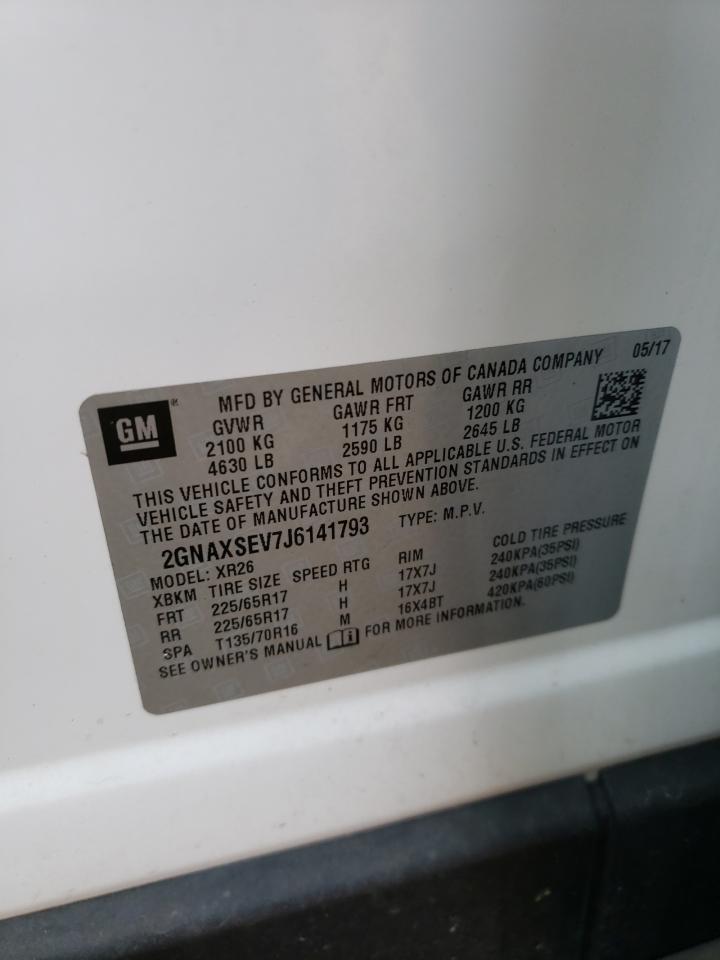 GM
MFD BY GENERAL MOTORS OF CANADA COMPANY 05/17
GVWR GAWR FRT GAWR RR
2100 KG 1175 KG 1200 KG
4630 LB 2590 LB 2645 LB
THIS VEHICLE CONFORMS TO ALL APPLICABLE U.S. FEDERAL MOTOR
VEHICLE SAFETY AND THEFT PREVENTION STANDARDS IN EFFECT ON
THE DATE OF MANUFACTURE SHOWN ABOVE.
2GNAXSEV7J6141793 TYPE: M.P.V.
MODEL: XR26
XBKM TIRE SIZE SPEED RTG RIM COLD TIRE PRESSURE
FRT 225/65R17 H 17X7J 240KPA(35PSI)
RR 225/65R17 H 17X7J 240KPA(35PSI)
SPA T135/70R16 M 16X4BT 420KPA(60PSI)
SEE OWNER'S MANUAL FOR MORE INFORMATION.